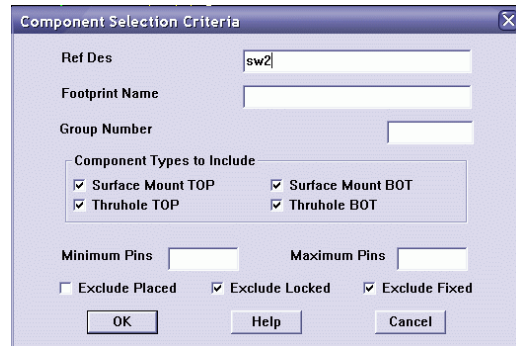 Component Selection Criteria
Ref Des sw2
Footprint Name
Group Number
Component Types to Include
Surface Mount TOP Surface Mount BOT
Thruhole TOP Thruhole BOT
Minimum Pins Maximum Pins
Exclude Placed Exclude Locked Exclude Fixed
OK Help Cancel